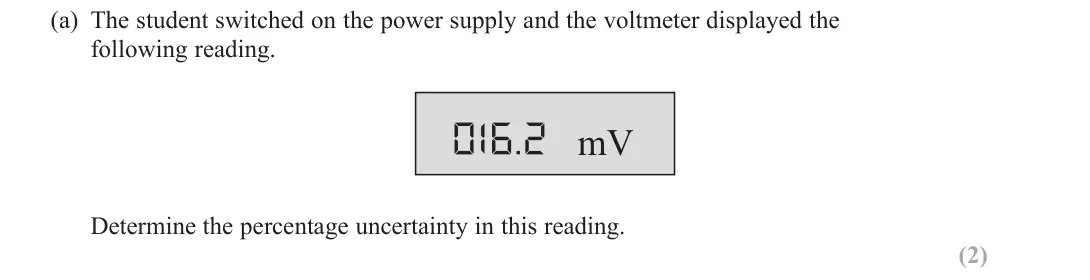 (a) The student switched on the power supply and the voltmeter displayed the
following reading.
016.2 mV
Determine the percentage uncertainty in this reading.
(2)